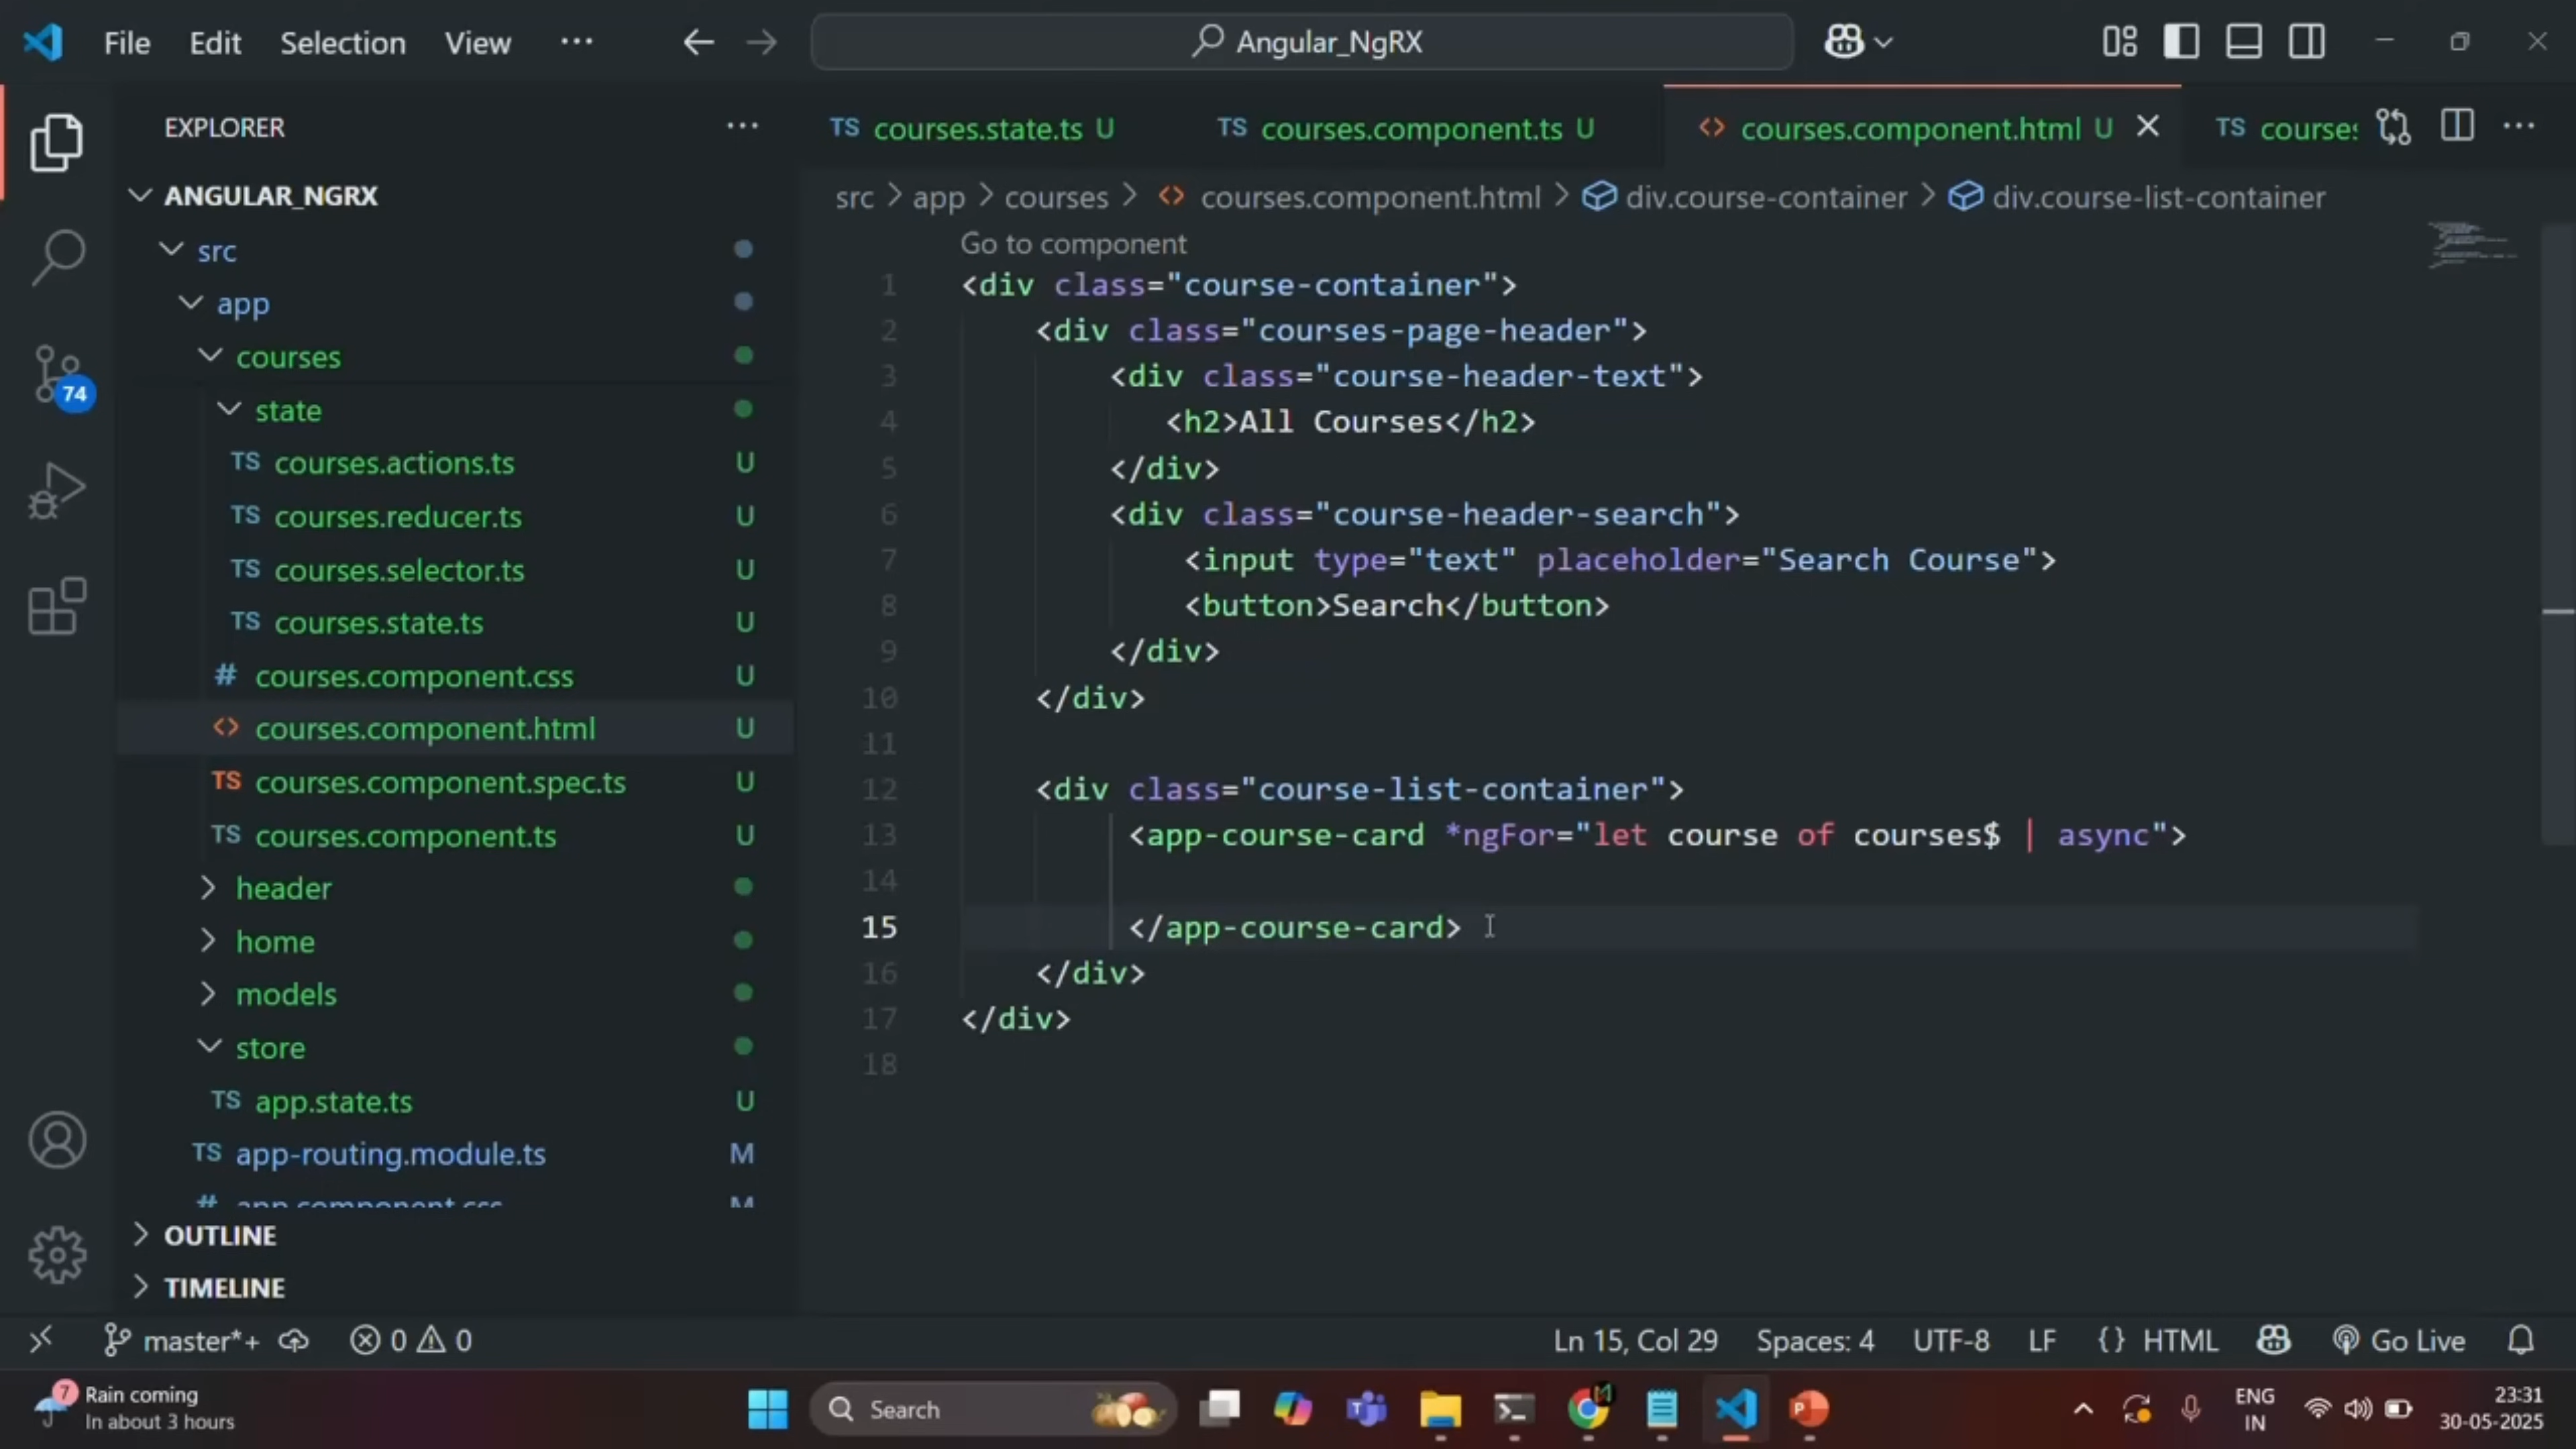 File Edit Selection View ··· Angular_NgRX
EXPLORER ···
ANGULAR_NGRX
src
app
courses
state
TS courses.actions.ts U
TS courses.reducer.ts U
TS courses.selector.ts U
TS courses.state.ts U
# courses.component.css U
<> courses.component.html U
TS courses.component.spec.ts U
TS courses.component.ts U
header
home
models
store
TS app.state.ts U
TS app-routing.module.ts M
# app.component.css M
OUTLINE
TIMELINE
74
TS courses.state.ts U TS courses.component.ts U <> courses.component.html U TS courses
src > app > courses > <> courses.component.html > div.course-container > div.course-list-container
Go to component
1 <div class="course-container">
2 <div class="courses-page-header">
3 <div class="course-header-text">
4 <h2>All Courses</h2>
5 </div>
6 <div class="course-header-search">
7 <input type="text" placeholder="Search Course">
8 <button>Search</button>
9 </div>
10 </div>
11
12 <div class="course-list-container">
13 <app-course-card *ngFor="let course of courses$ | async">
14
15 </app-course-card>
16 </div>
17 </div>
18
master*+ 0 0 Ln 15, Col 29 Spaces: 4 UTF-8 LF {} HTML Go Live
7 Rain coming
In about 3 hours
Search
ENG
IN
23:31
30-05-2025